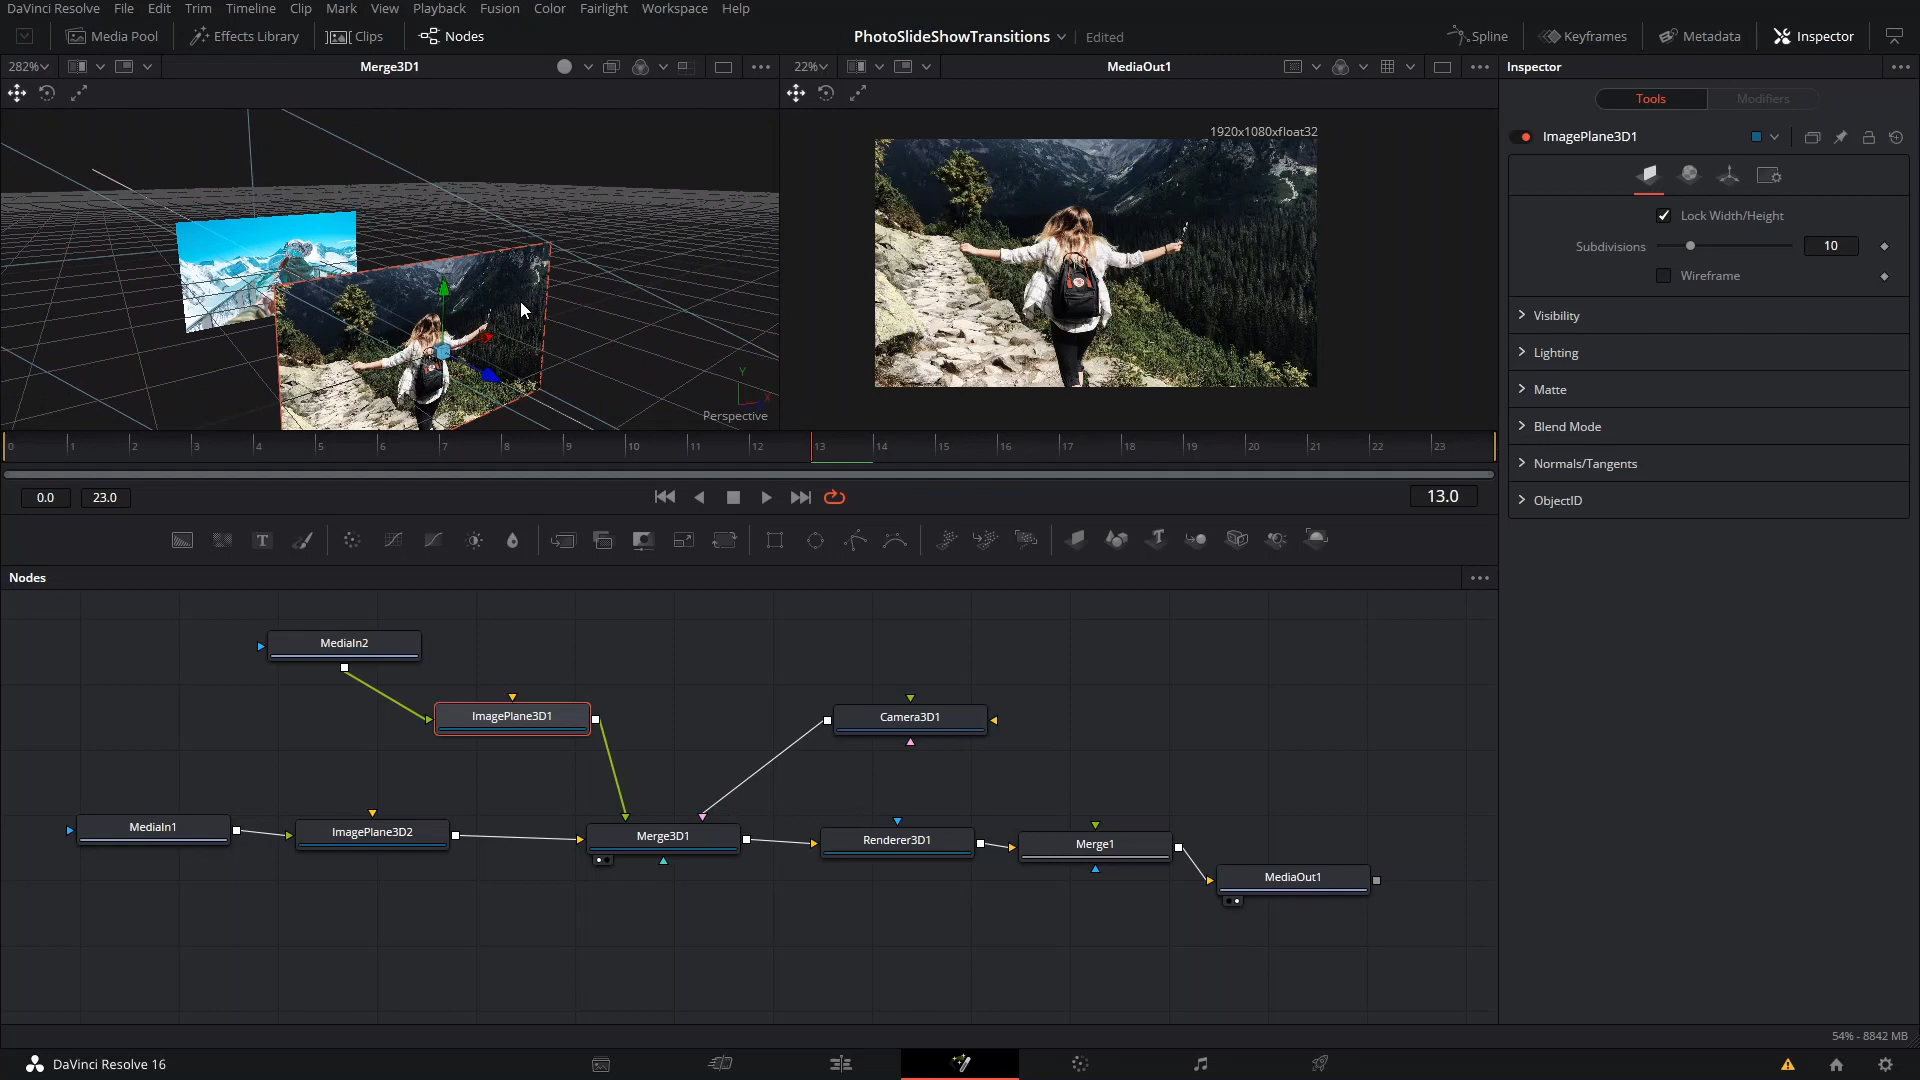 DaVinci Resolve File Edit Trim Timeline Clip Mark View Playback Fusion Color Fairlight Workspace Help
Media Pool Effects Library Clips Nodes PhotoSlideShowTransitions Edited Spline Keyframes Metadata Inspector
282% Merge3D1 22% MediaOut1 Inspector
Tools Modifiers
1920x1080xfloat32
ImagePlane3D1
Lock Width/Height
Subdivisions 10
Wireframe
Visibility
Lighting
Matte
Blend Mode
Normals/Tangents
ObjectID
Y
X
Perspective
0 1 2 3 4 5 6 7 8 9 10 11 12 13 14 15 16 17 18 19 20 21 22 23
0.0 23.0 13.0
T T
Nodes
MediaIn2
ImagePlane3D1
Camera3D1
MediaIn1
ImagePlane3D2
Merge3D1
Renderer3D1
Merge1
MediaOut1
54% - 8842 MB
DaVinci Resolve 16